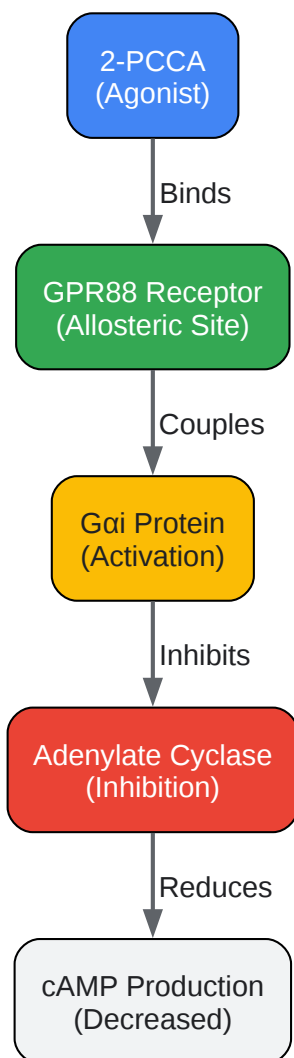 2-PCCA
(Agonist)
Binds
GPR88 Receptor
(Allosteric Site)
Couples
Gαi Protein
(Activation)
Inhibits
Adenylate Cyclase
(Inhibition)
Reduces
cAMP Production
(Decreased)